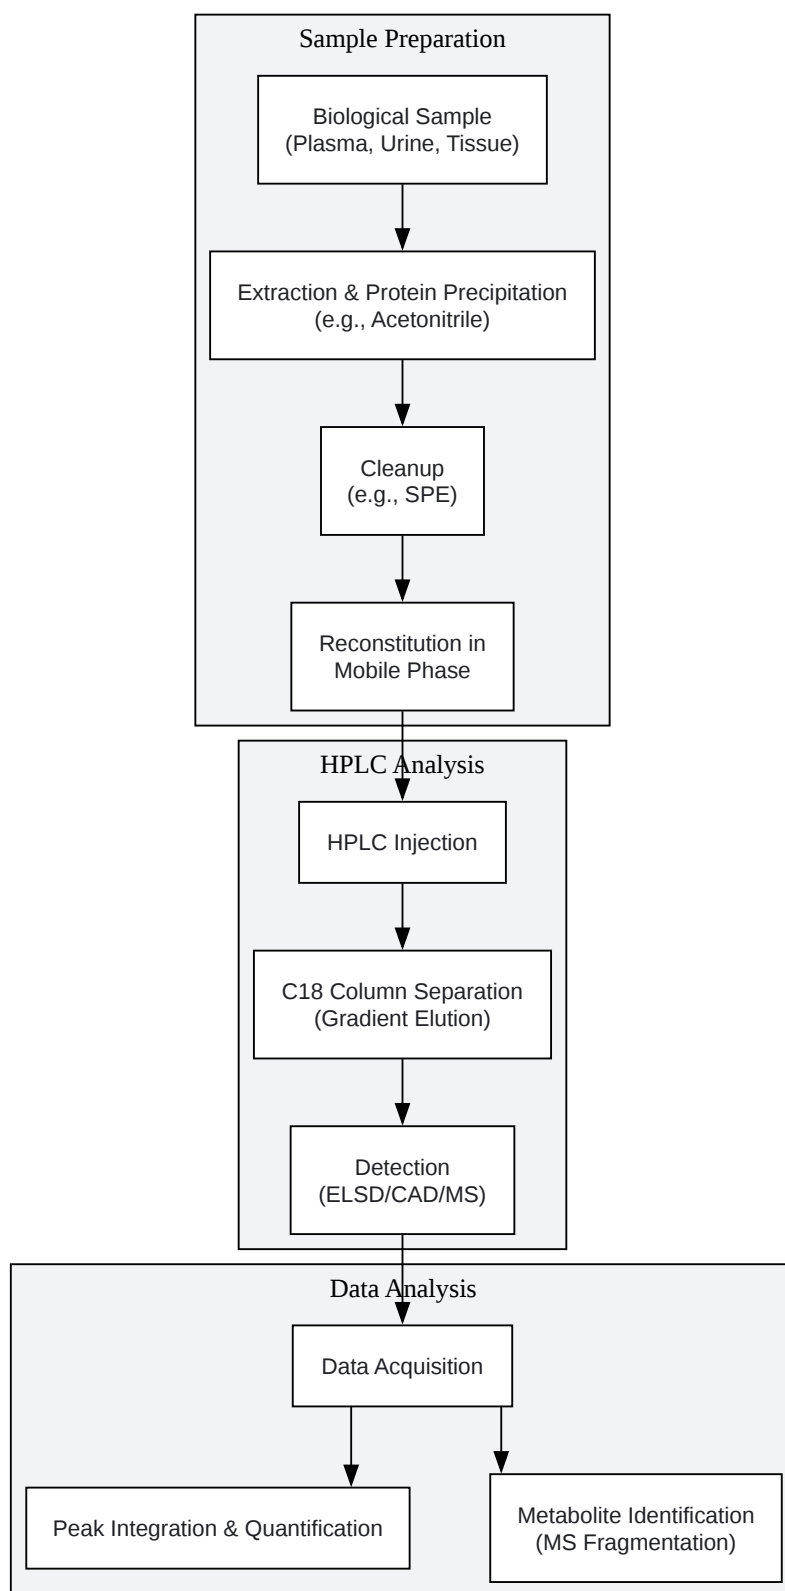 Sample Preparation
Biological Sample
(Plasma, Urine, Tissue)
Extraction & Protein Precipitation
(e.g., Acetonitrile)
Cleanup
(e.g., SPE)
Reconstitution in
Mobile Phase
HPLC Analysis
HPLC Injection
C18 Column Separation
(Gradient Elution)
Detection
(ELSD/CAD/MS)
Data Analysis
Data Acquisition
Peak Integration & Quantification
Metabolite Identification
(MS Fragmentation)